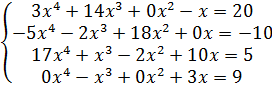 3x⁴ + 14x³ + 0x² − x = 20
−5x⁴ − 2x³ + 18x² + 0x = −10
17x⁴ + x³ − 2x² + 10x = 5
0x⁴ − x³ + 0x² + 3x = 9